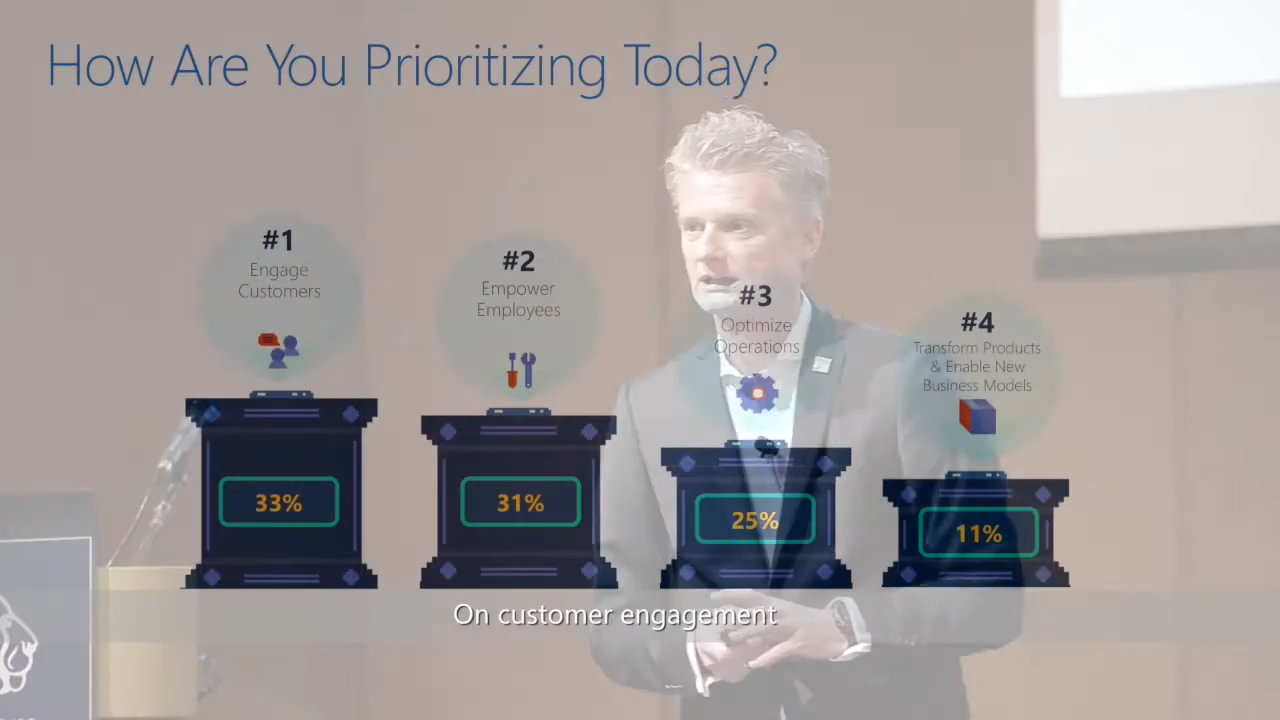 How Are You Prioritizing Today?
#1
Engage
Customers
33%
#2
Empower
Employees
31%
#3
Optimize
Operations
25%
#4
Transform Products
& Enable New
Business Models
11%
On customer engagement